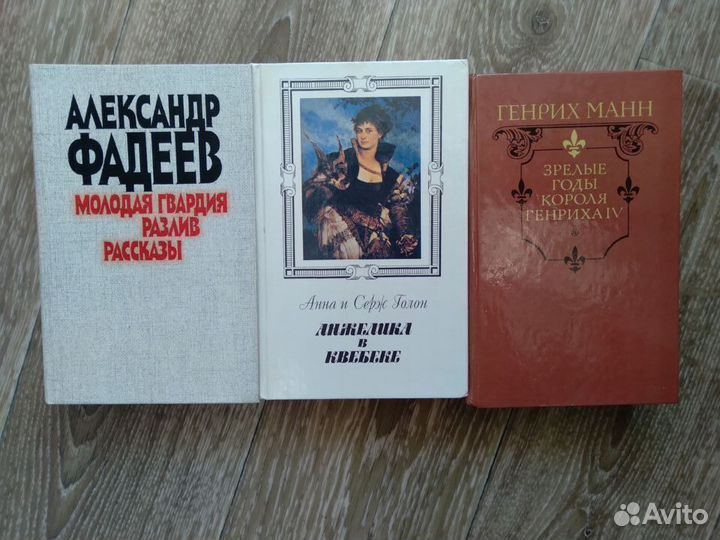 АЛЕКСАНДР
ФАДЕЕВ
МОЛОДАЯ ГВАРДИЯ
РАЗЛИВ
РАССКАЗЫ
Анна и Серж Голон
АНЖЕЛИКА
В
КВЕБЕКЕ
ГЕНРИХ МАНН
ЗРЕЛЫЕ
ГОДЫ
КОРОЛЯ
ГЕНРИХА IV
Avito